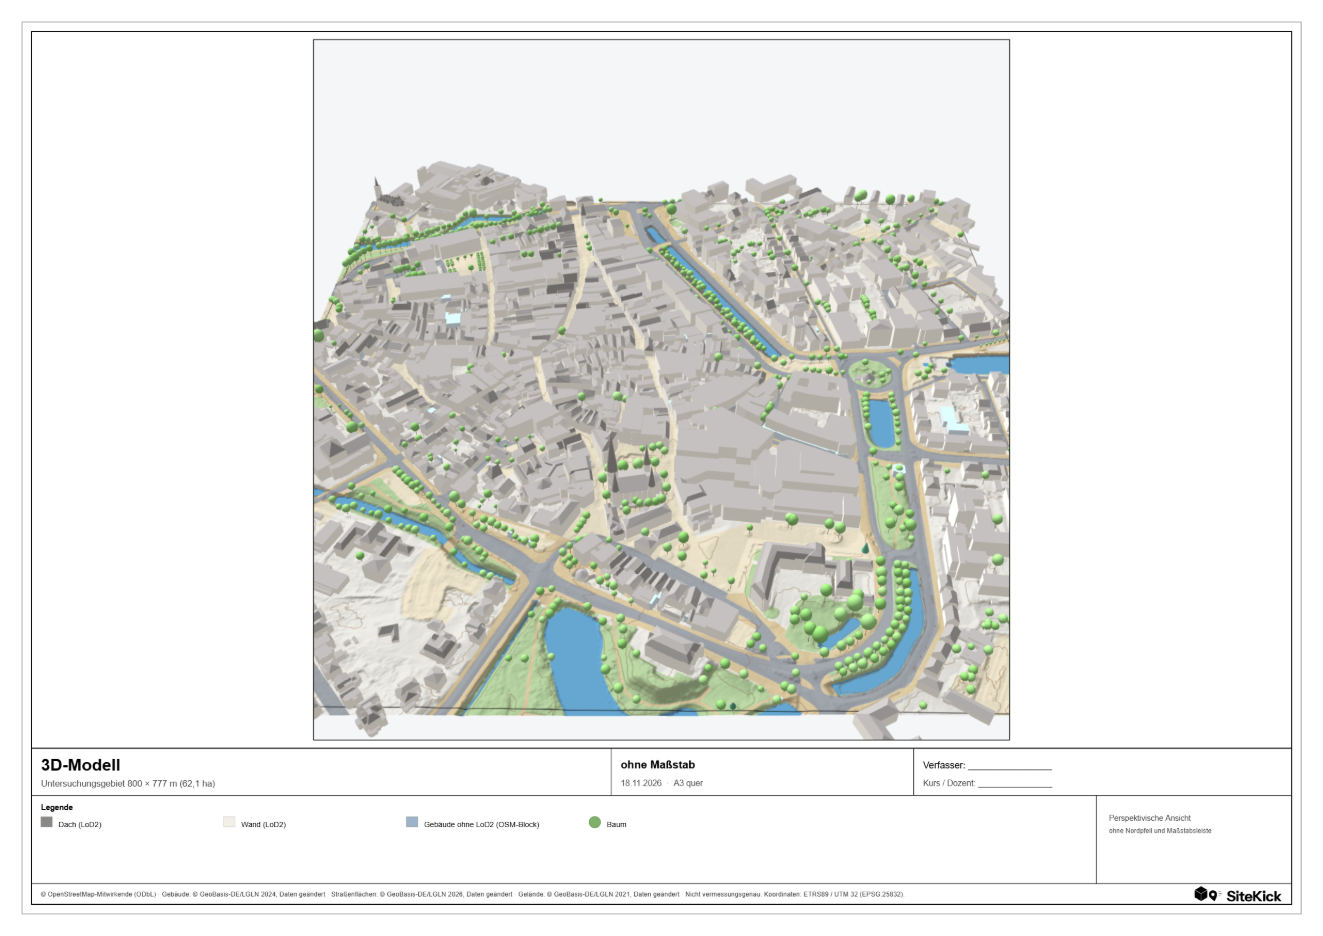 3D-Modell
Untersuchungsgebiet 800 × 777 m (62,1 ha)
ohne Maßstab
18.11.2026 · A3 quer
Verfasser: ________________
Kurs / Dozent: ________________
Legende
Dach (LoD2)
Wand (LoD2)
Gebäude ohne LoD2 (OSM-Block)
Baum
Perspektivische Ansicht
ohne Nordpfeil und Maßstabsleiste
© OpenStreetMap-Mitwirkende (ODbL) · Gebäude: © GeoBasis-DE/LGLN 2024, Daten geändert · Straßenflächen: © GeoBasis-DE/LGLN 2026, Daten geändert · Gelände: © GeoBasis-DE/LGLN 2021, Daten geändert · Nicht vermessungsgenau. Koordinaten: ETRS89 / UTM 32 (EPSG:25832).
SiteKick